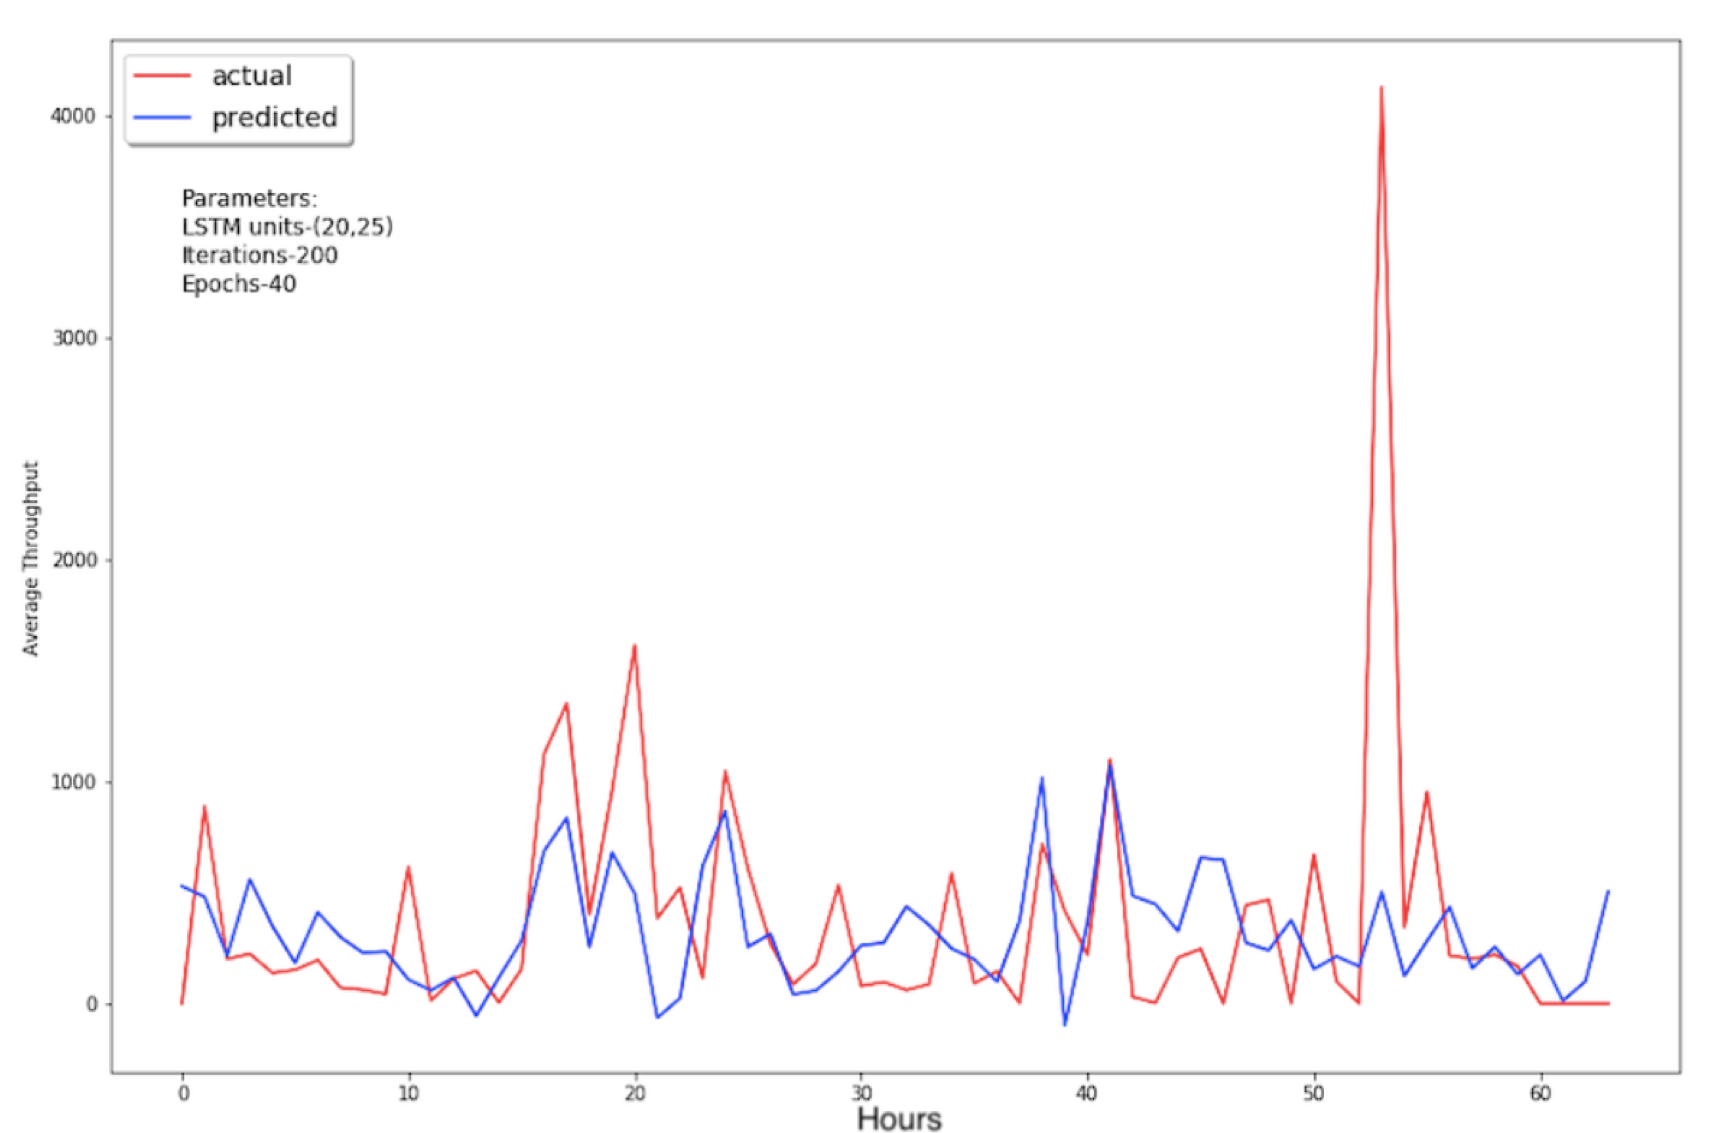 actual
predicted
Parameters:
LSTM units-(20,25)
Iterations-200
Epochs-40
4000
3000
2000
1000
0
Average Throughput
0 10 20 30 40 50 60
Hours